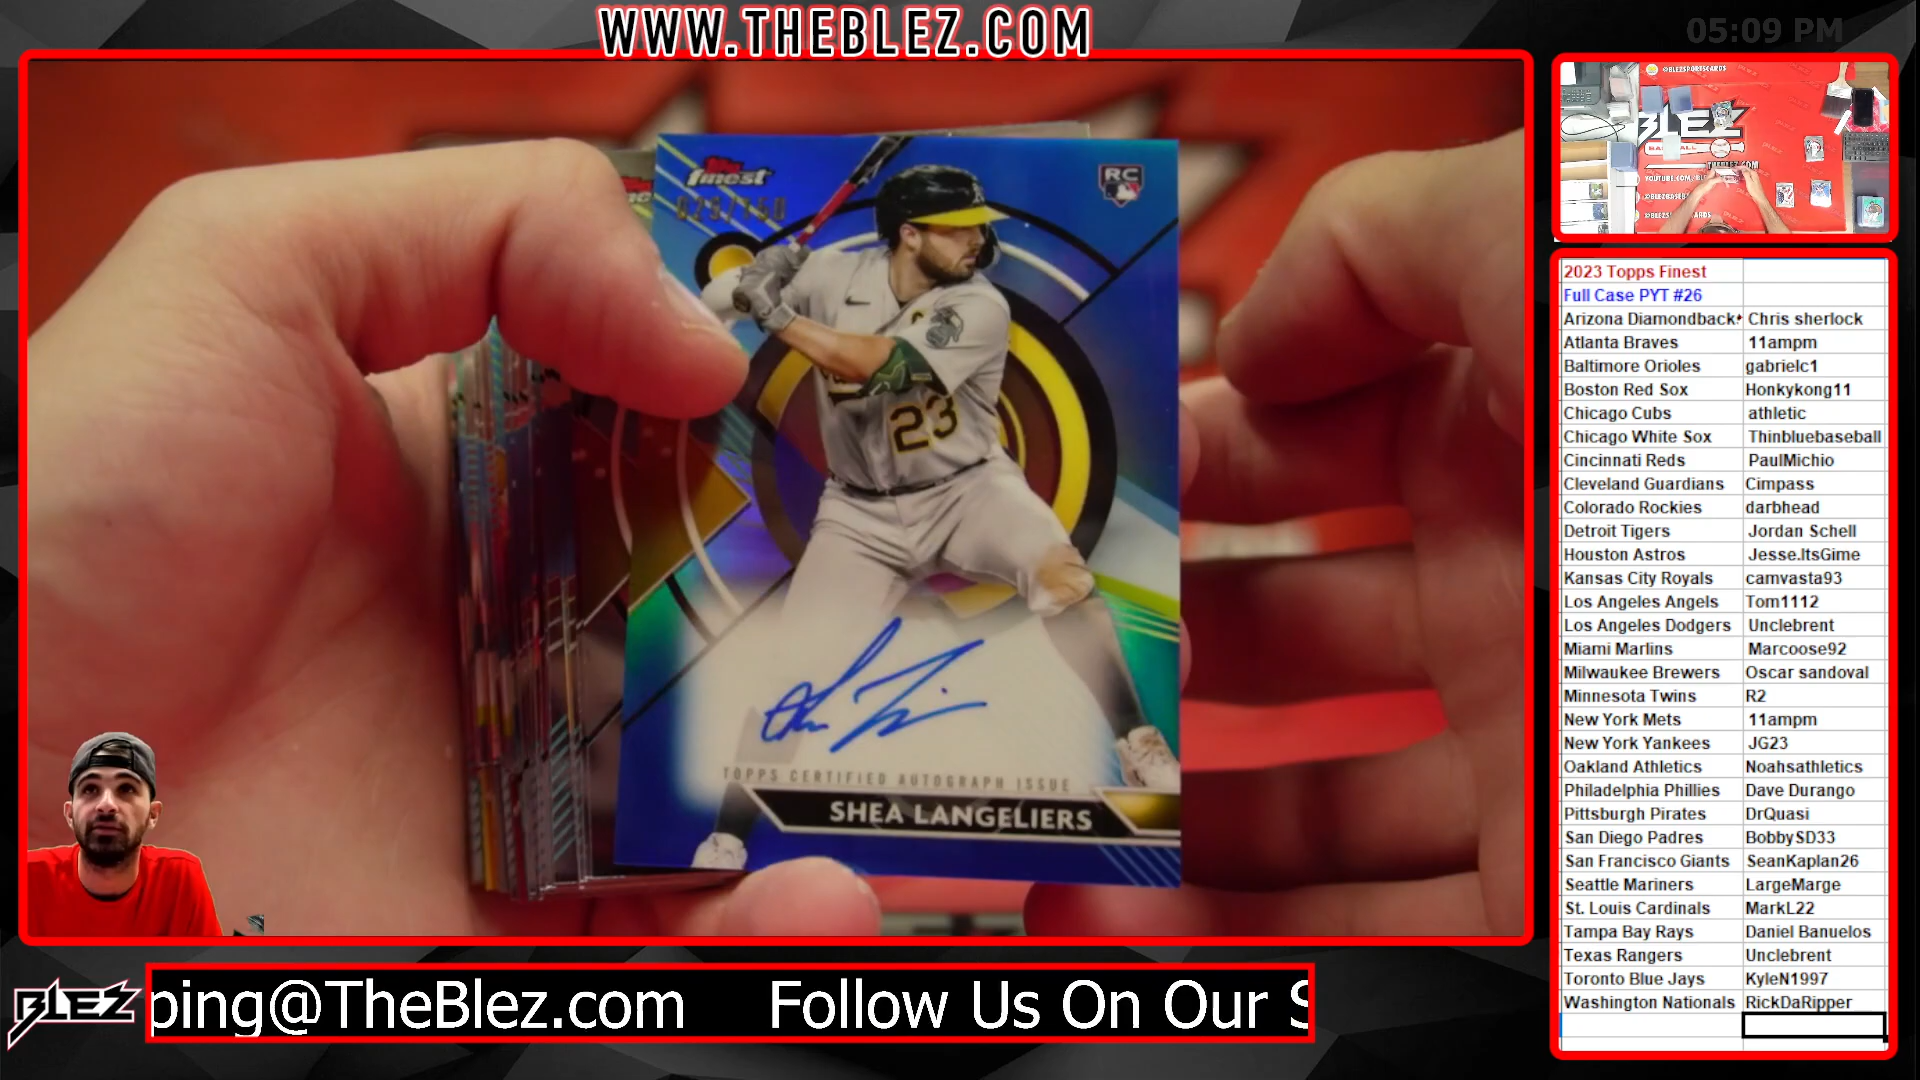 WWW.THEBLEZ.COM
05:09 PM
Topps finest
RC
23
TOPPS CERTIFIED AUTOGRAPH ISSUE
SHEA LANGELIERS
@BLEZSPORTSCARDS
BLEZ
2023 Topps Finest
Full Case PYT #26
Arizona Diamondback Chris sherlock
Atlanta Braves 11ampm
Baltimore Orioles gabrielc1
Boston Red Sox Honkykong11
Chicago Cubs athletic
Chicago White Sox Thinbluebaseball
Cincinnati Reds PaulMichio
Cleveland Guardians Cimpass
Colorado Rockies darbhead
Detroit Tigers Jordan Schell
Houston Astros Jesse.ItsGime
Kansas City Royals camvasta93
Los Angeles Angels Tom1112
Los Angeles Dodgers Unclebrent
Miami Marlins Marcoose92
Milwaukee Brewers Oscar sandoval
Minnesota Twins R2
New York Mets 11ampm
New York Yankees JG23
Oakland Athletics Noahsathletics
Philadelphia Phillies Dave Durango
Pittsburgh Pirates DrQuasi
San Diego Padres BobbySD33
San Francisco Giants SeanKaplan26
Seattle Mariners LargeMarge
St. Louis Cardinals MarkL22
Tampa Bay Rays Daniel Banuelos
Texas Rangers Unclebrent
Toronto Blue Jays KyleN1997
Washington Nationals RickDaRipper
BLEZ
ping@TheBlez.com Follow Us On Our S